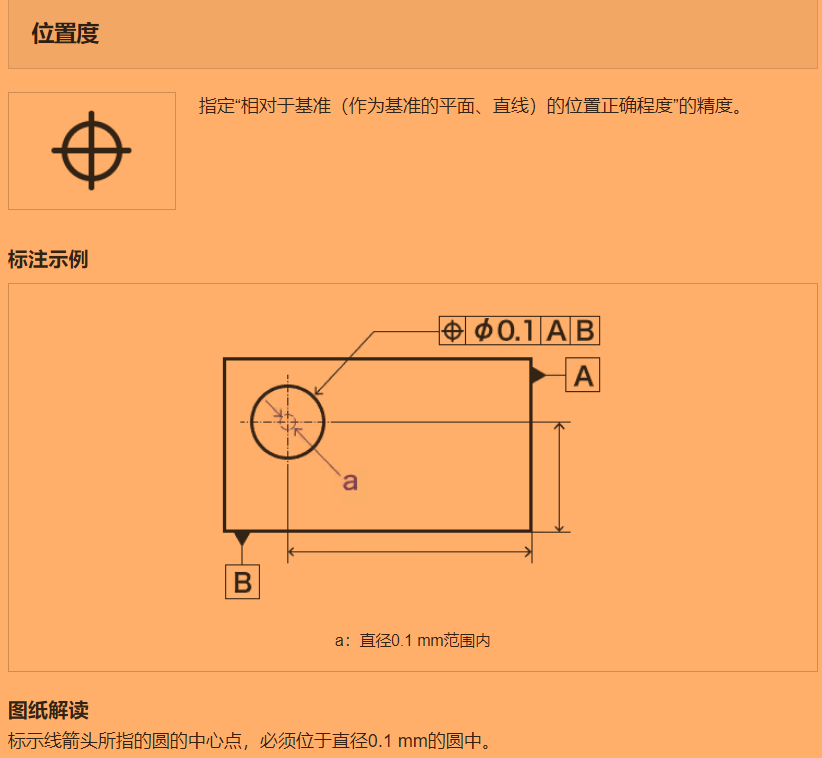 位置度
指定“相对于基准（作为基准的平面、直线）的位置正确程度”的精度。
标注示例
⌖ φ0.1 A B
A
a
B
a：直径0.1 mm范围内
图纸解读
标示线箭头所指的圆的中心点，必须位于直径0.1 mm的圆中。